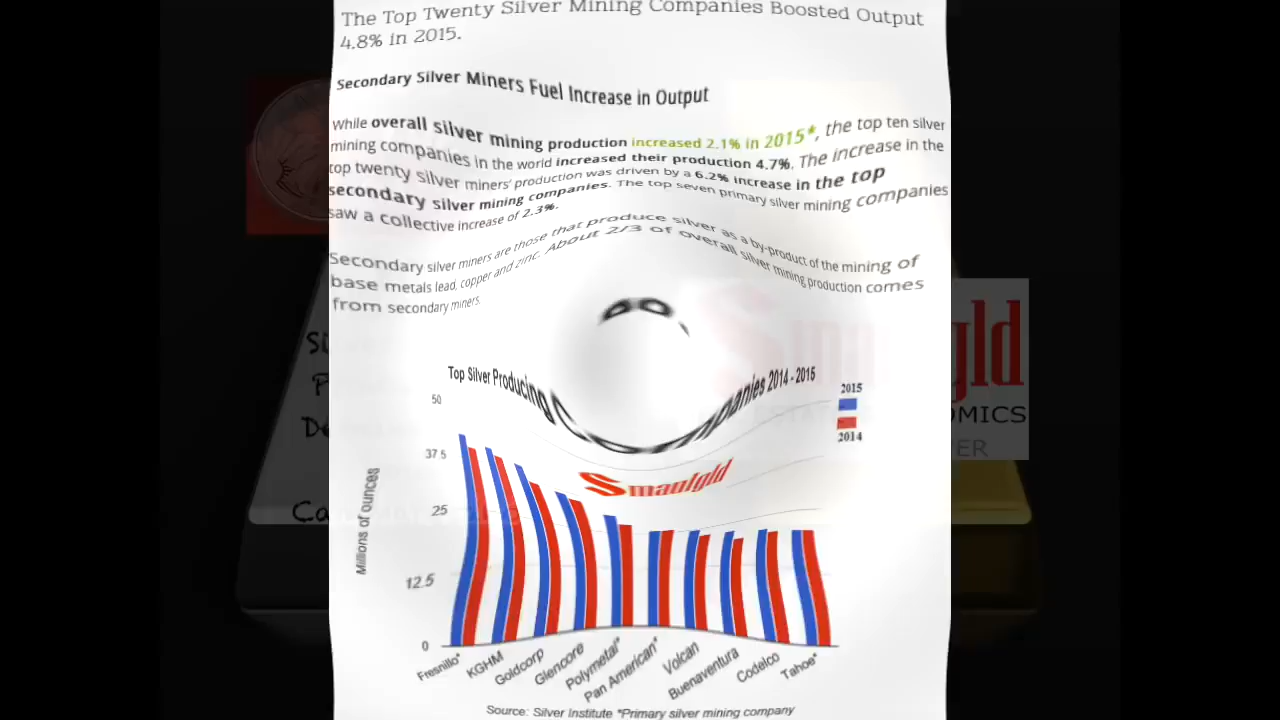 The Top Twenty Silver Mining Companies Boosted Output
4.8% in 2015.
Secondary Silver Miners Fuel Increase in Output
While overall silver mining production increased 2.1% in 2015*, the top ten silver
mining companies in the world increased their production 4.7%. The increase in the
top twenty silver miners' production was driven by a 6.2% increase in the top
secondary silver mining companies. The top seven primary silver mining companies
saw a collective increase of 2.3%.
Secondary silver miners are those that produce silver as a by-product of the mining of
base metals lead, copper and zinc. About 2/3 of overall silver mining production comes
from secondary miners.
Top Silver Producing Companies 2014 - 2015
2015
2014
Smaulgld
50
37.5
25
12.5
0
Millions of ounces
Fresnillo*
KGHM
Goldcorp
Glencore
Polymetal*
Pan American*
Volcan
Buenaventura
Codelco
Tahoe*
Source: Silver Institute *Primary silver mining company